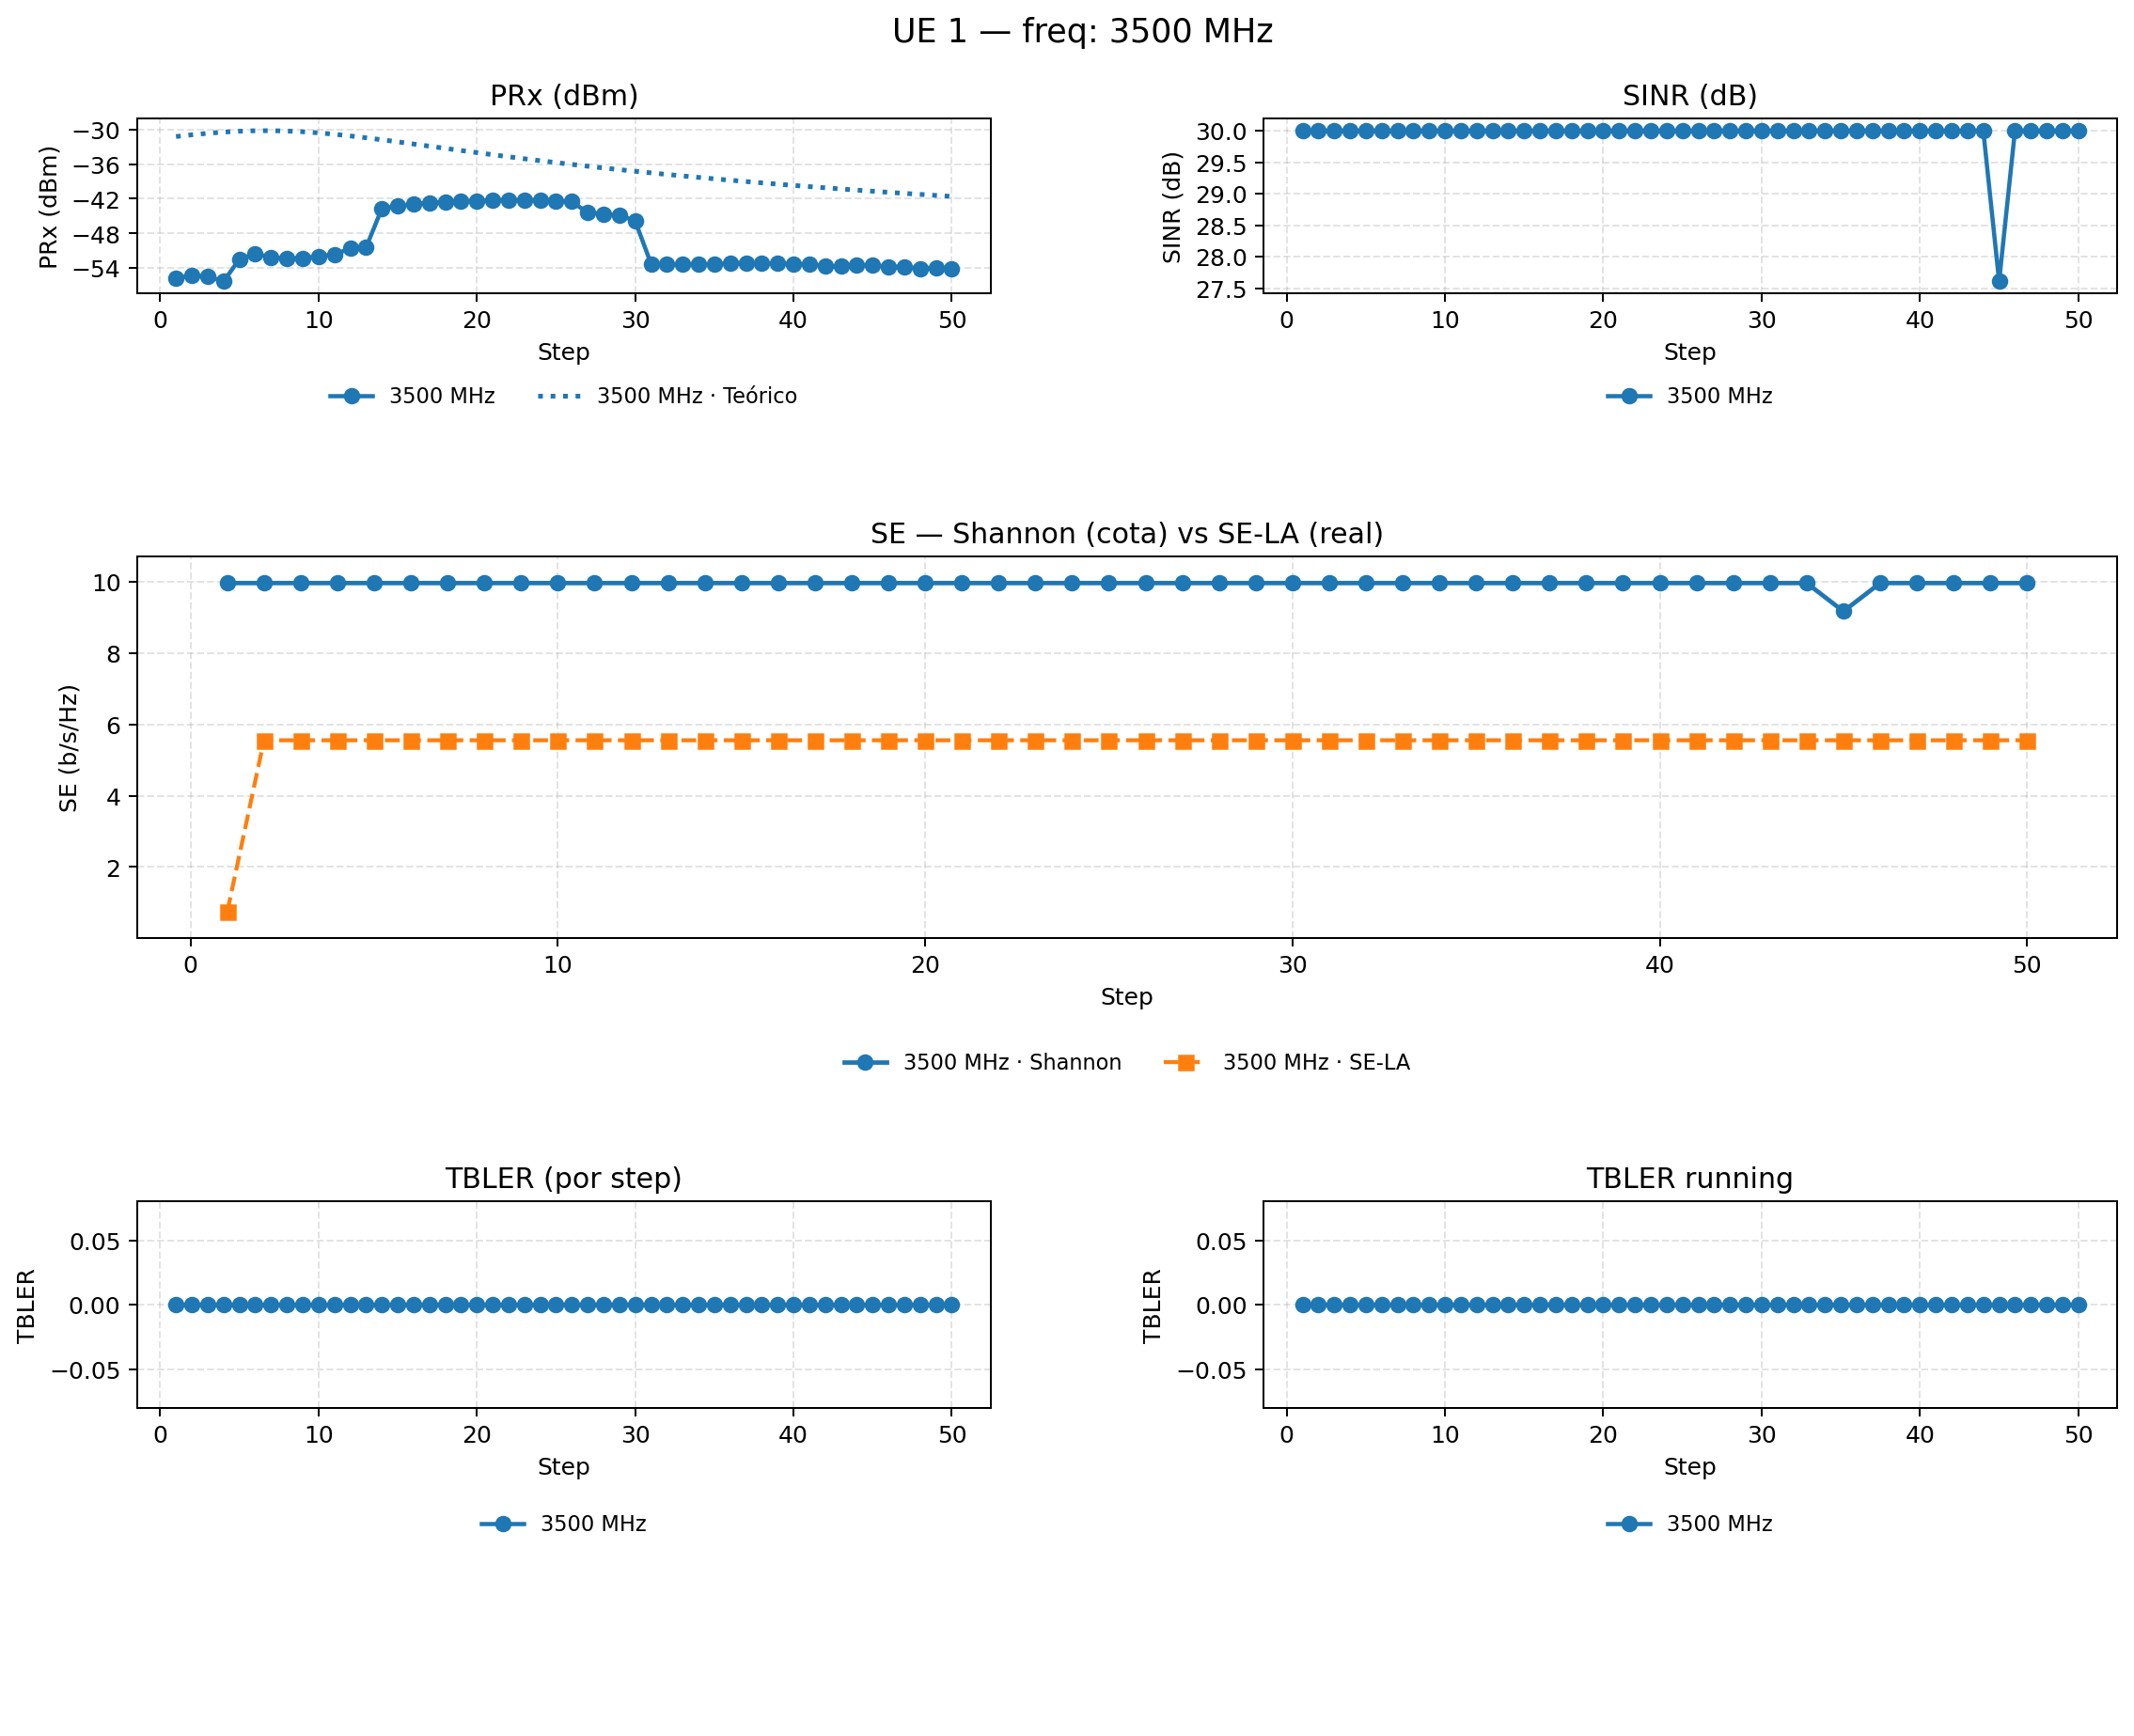 UE 1 — freq: 3500 MHz
PRx (dBm)
PRx (dBm)
−30
−36
−42
−48
−54
0 10 20 30 40 50
Step
3500 MHz 3500 MHz · Teórico
SINR (dB)
SINR (dB)
30.0
29.5
29.0
28.5
28.0
27.5
0 10 20 30 40 50
Step
3500 MHz
SE — Shannon (cota) vs SE-LA (real)
SE (b/s/Hz)
10
8
6
4
2
0 10 20 30 40 50
Step
3500 MHz · Shannon 3500 MHz · SE-LA
TBLER (por step)
TBLER
0.05
0.00
−0.05
0 10 20 30 40 50
Step
3500 MHz
TBLER running
TBLER
0.05
0.00
−0.05
0 10 20 30 40 50
Step
3500 MHz